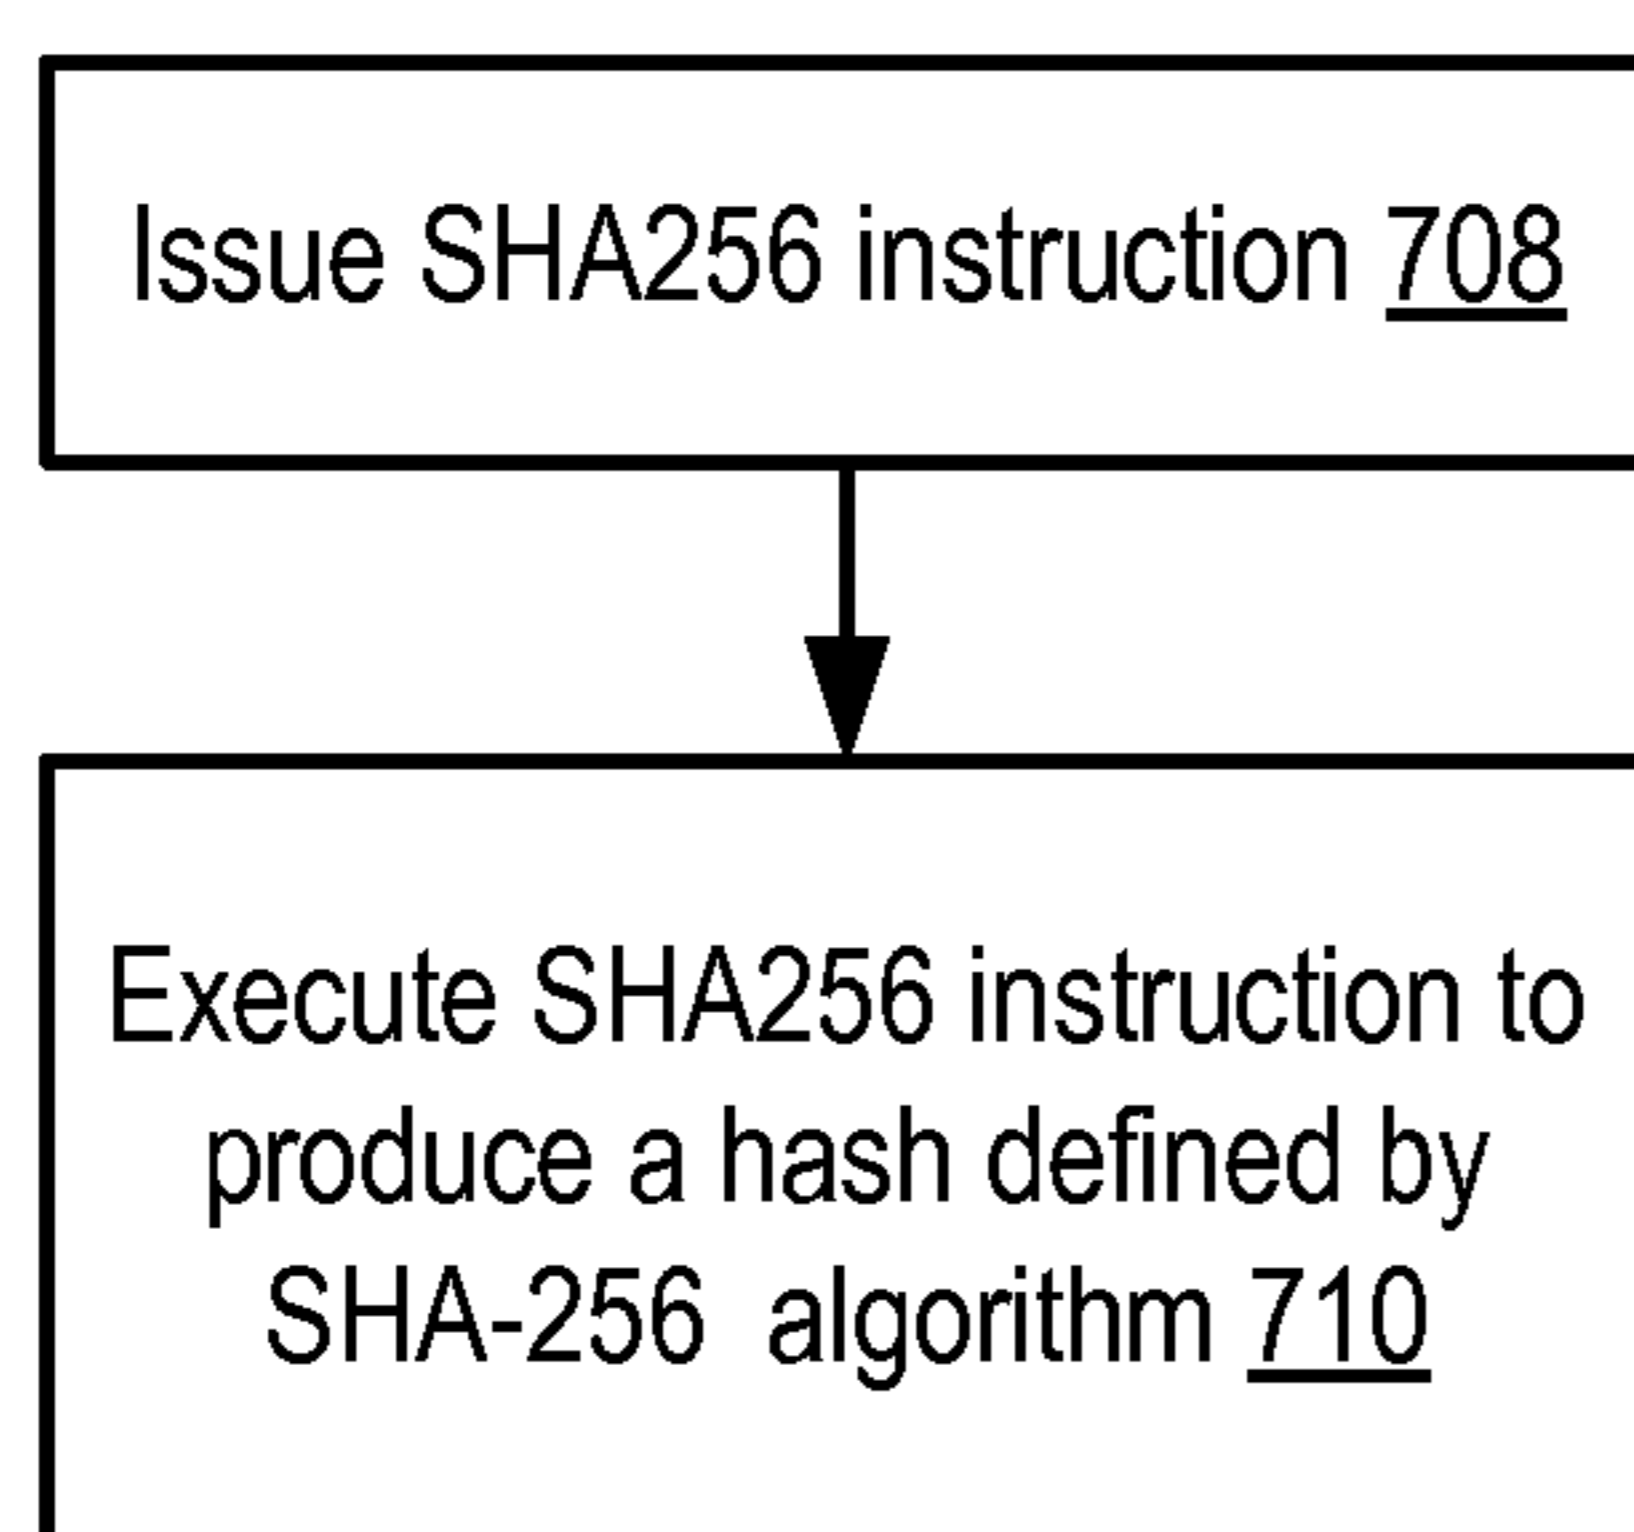 Issue SHA256 instruction 708
Execute SHA256 instruction to
produce a hash defined by
SHA-256 algorithm 710